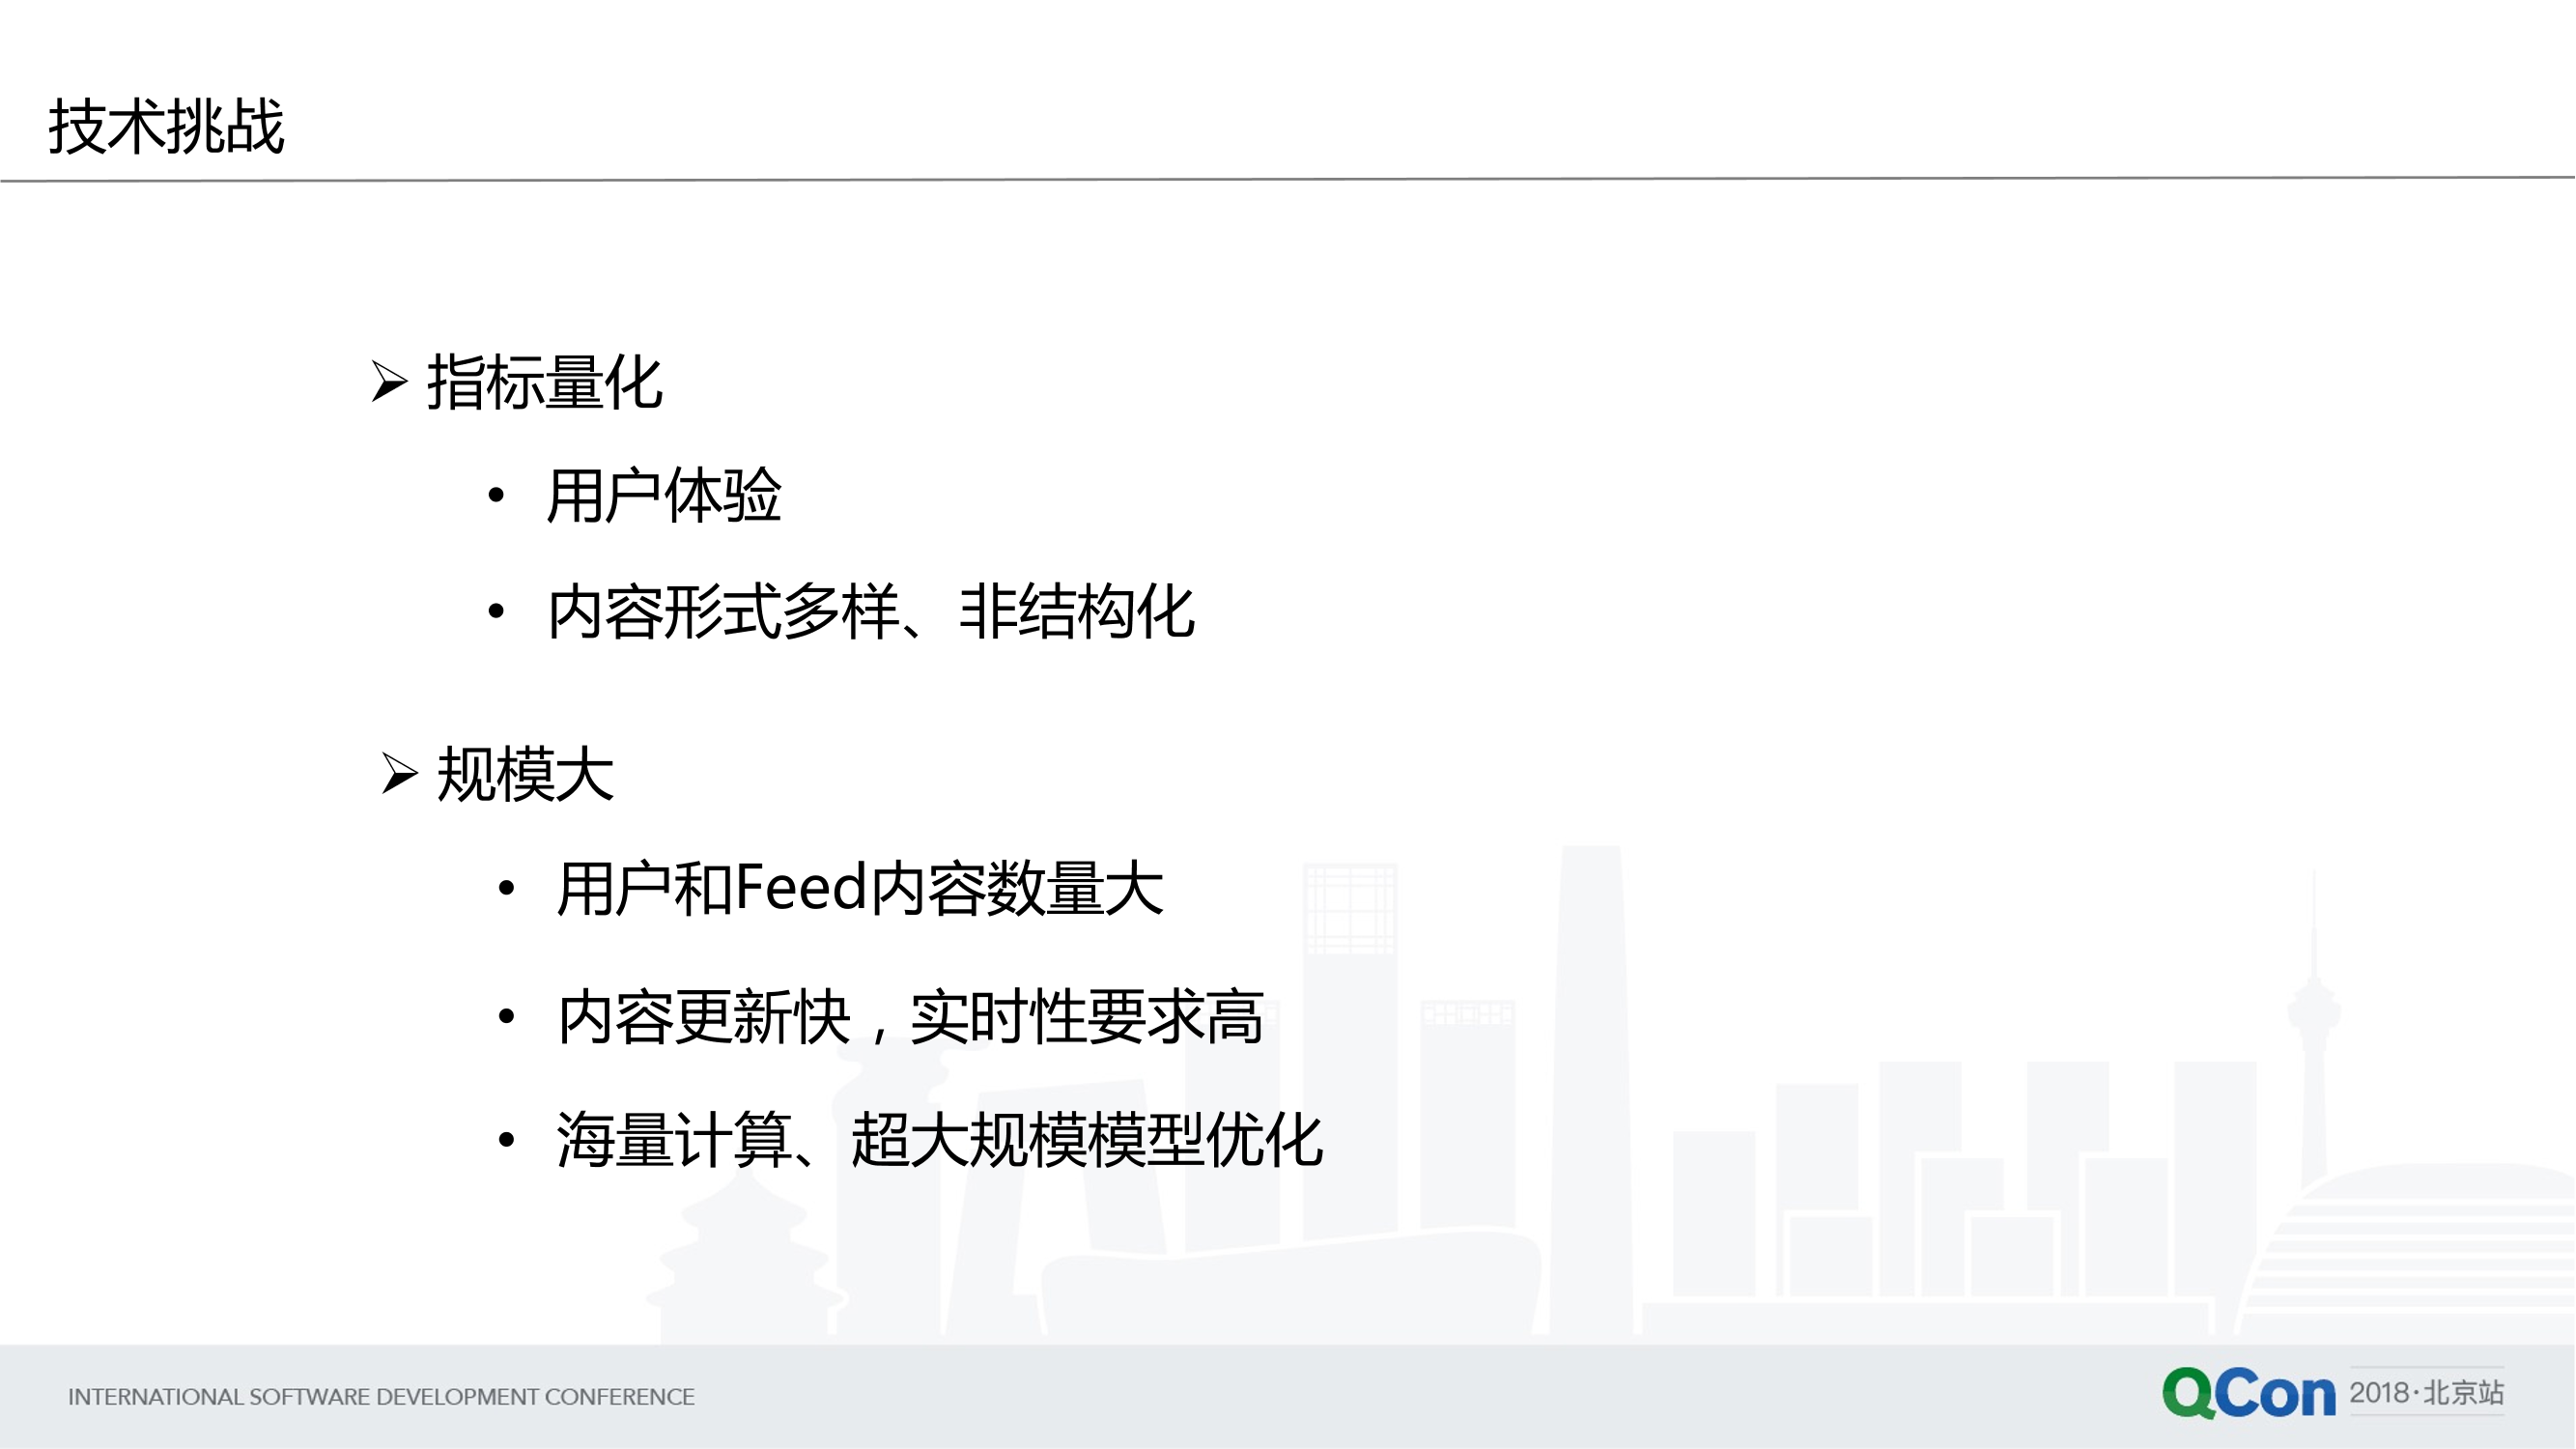 技术挑战
➢ 指标量化
• 用户体验
• 内容形式多样、非结构化
➢ 规模大
• 用户和Feed内容数量大
• 内容更新快，实时性要求高
• 海量计算、超大规模模型优化
INTERNATIONAL SOFTWARE DEVELOPMENT CONFERENCE
QCon 2018·北京站